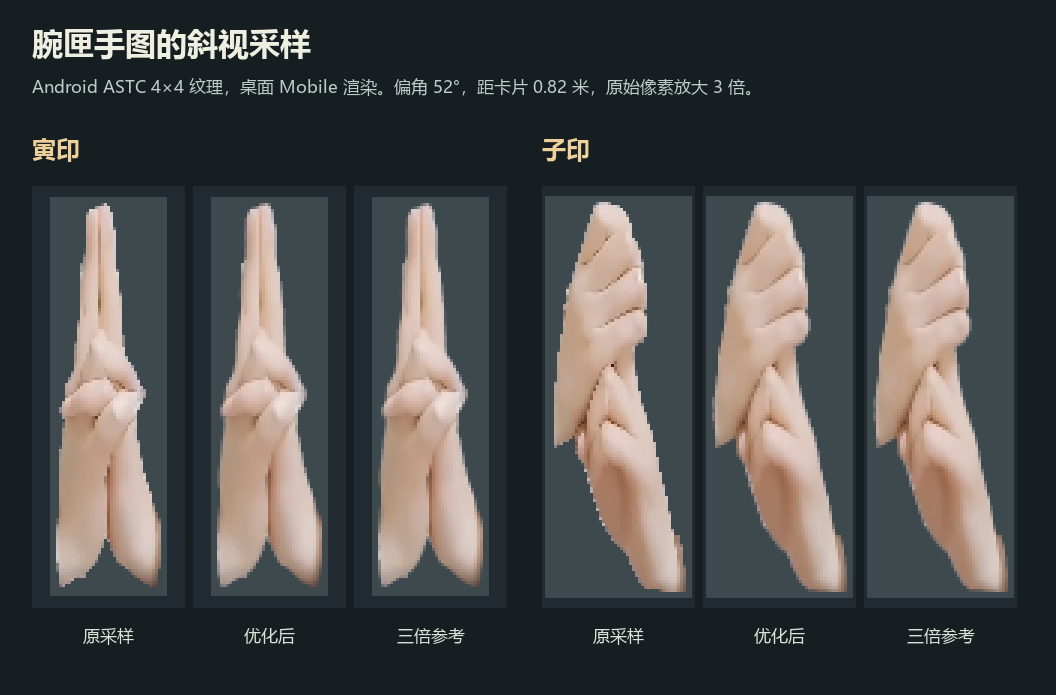 腕匣手图的斜视采样
Android ASTC 4×4 纹理，桌面 Mobile 渲染。偏角 52°，距卡片 0.82 米，原始像素放大 3 倍。
寅印
子印
原采样
优化后
三倍参考
原采样
优化后
三倍参考